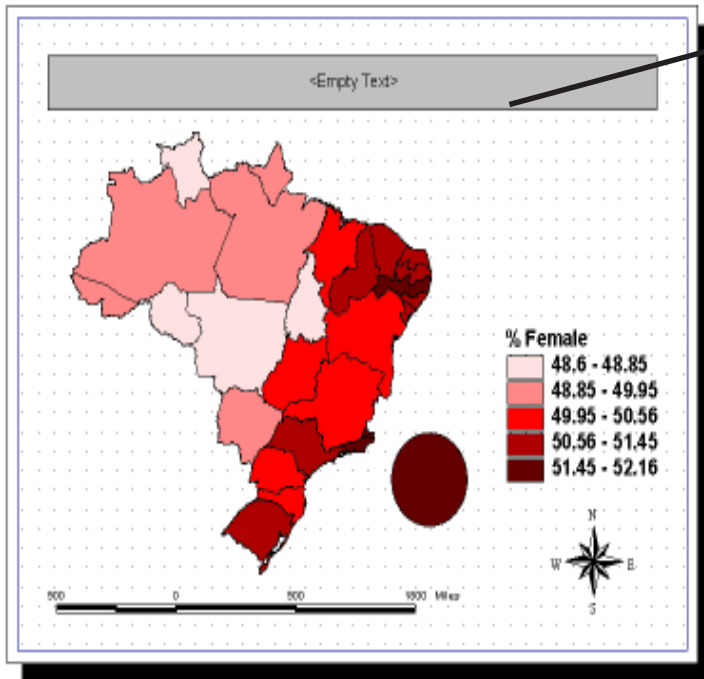 <Empty Text>
% Female
48.6 - 48.85
48.85 - 49.95
49.95 - 50.56
50.56 - 51.45
51.45 - 52.16
N
W E
S
500 0 500 1000 Miles